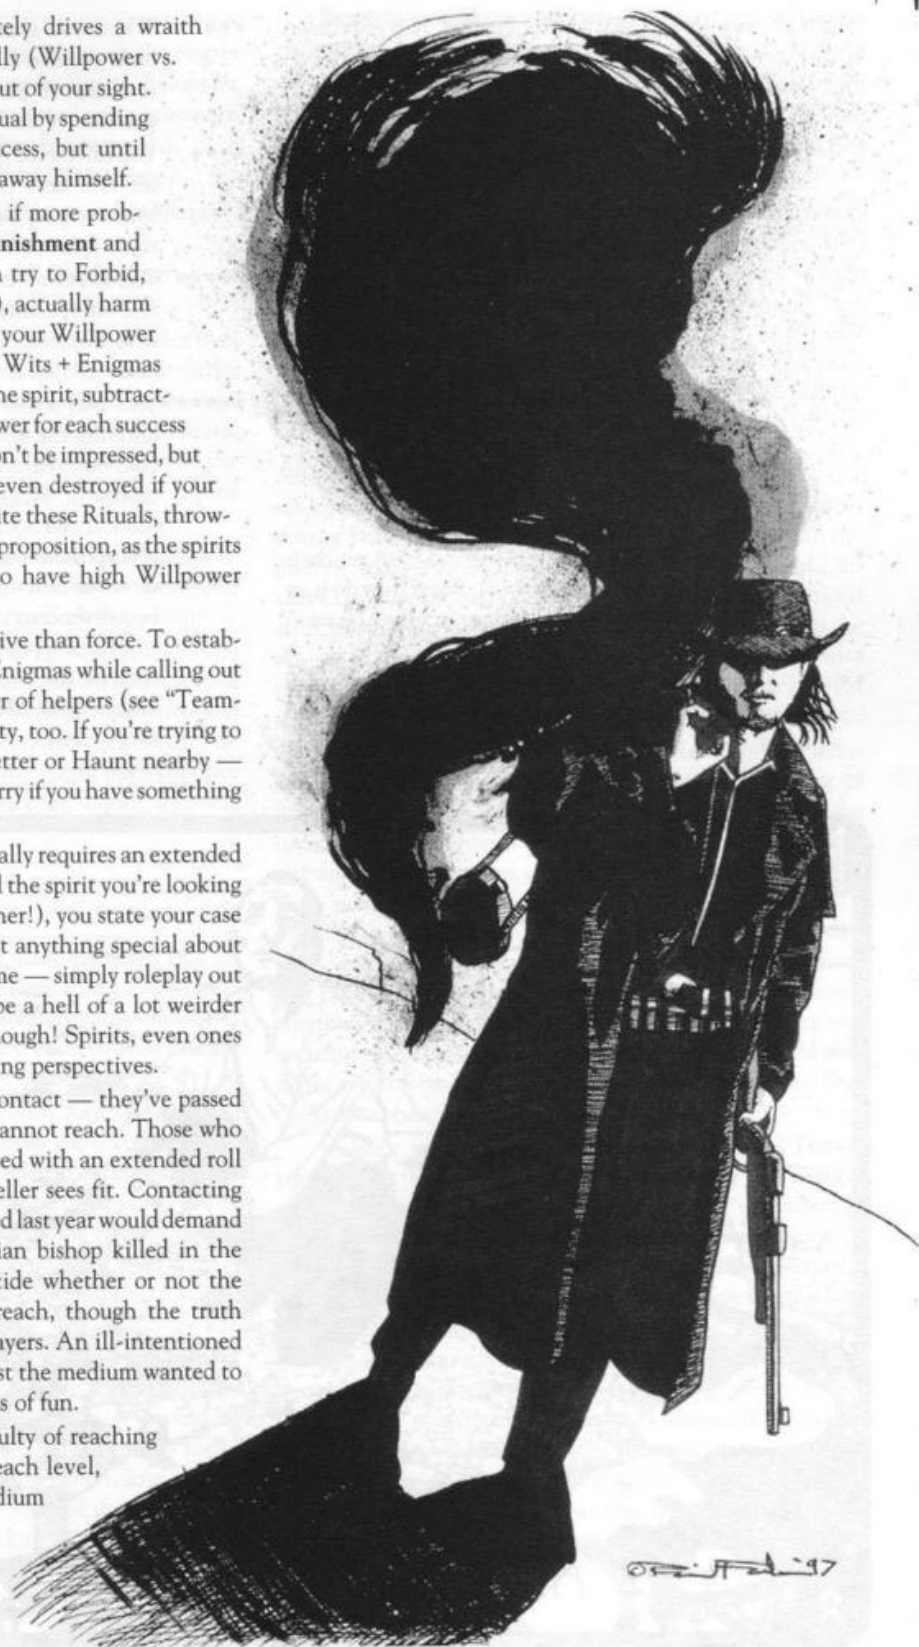 tely drives a wraith
lly (Willpower vs.
ut of your sight.
ual by spending
cess, but until
away himself.
if more prob-
nishment and
n try to Forbid,
), actually harm
your Willpower
Wits + Enigmas
he spirit, subtract-
wer for each success
n't be impressed, but
even destroyed if your
ite these Rituals, throw-
proposition, as the spirits
o have high Willpower
ive than force. To estab-
Enigmas while calling out
r of helpers (see “Team-
ty, too. If you're trying to
etter or Haunt nearby —
rry if you have something
ally requires an extended
l the spirit you're looking
her!), you state your case
t anything special about
me — simply roleplay out
be a hell of a lot weirder
ough! Spirits, even ones
ng perspectives.
ontact — they've passed
annot reach. Those who
ed with an extended roll
eller sees fit. Contacting
d last year would demand
ian bishop killed in the
cide whether or not the
reach, though the truth
ayers. An ill-intentioned
st the medium wanted to
s of fun.
ulty of reaching
each level,
dium
'97